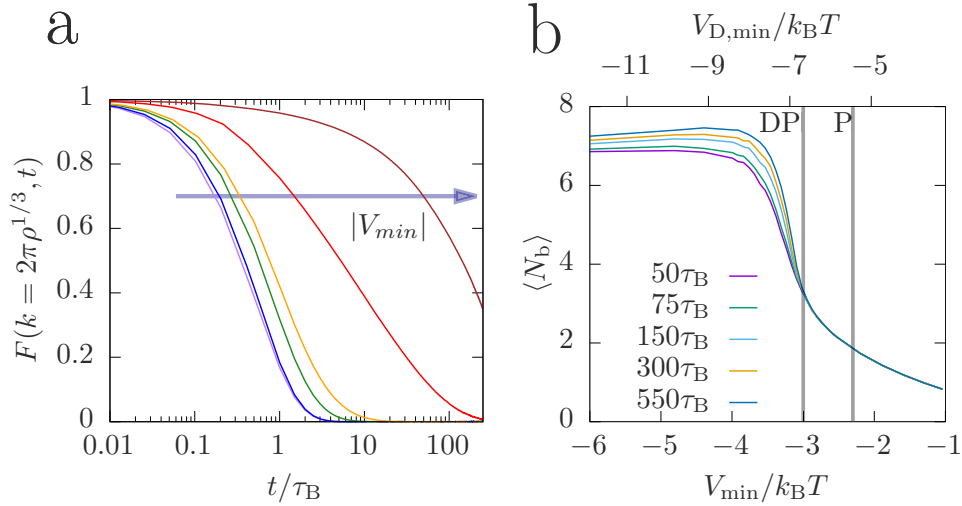 a
F(k = 2πρ^{1/3}, t)
1
0.8
0.6
0.4
0.2
0
|V_{min}|
0.01 0.1 1 10 100
t/τ_B
b
V_{D,min}/k_BT
−11 −9 −7 −5
8
6
4
2
0
⟨N_b⟩
DP P
50τ_B
75τ_B
150τ_B
300τ_B
550τ_B
−6 −5 −4 −3 −2 −1
V_{min}/k_BT